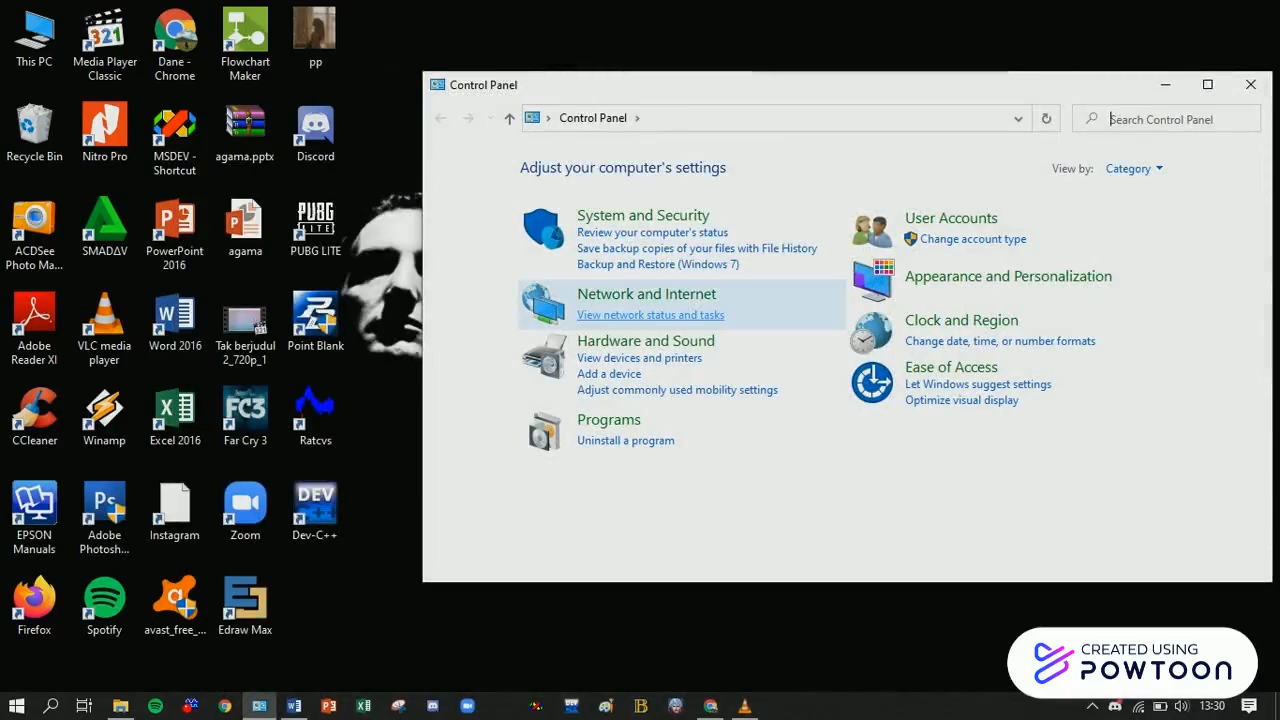 This PC
Media Player
Classic
Dane -
Chrome
Flowchart
Maker
pp
Recycle Bin
Nitro Pro
MSDEV -
Shortcut
agama.pptx
Discord
ACDSee
Photo Ma...
SMADΔV
PowerPoint
2016
agama
PUBG LITE
Adobe
Reader XI
VLC media
player
Word 2016
Tak berjudul
2_720p_1
Point Blank
CCleaner
Winamp
Excel 2016
Far Cry 3
Ratcvs
EPSON
Manuals
Adobe
Photosh...
Instagram
Zoom
Dev-C++
Firefox
Spotify
avast_free_...
Edraw Max
321
PUBG
LITE
FC3
Ps
DEV
C++
Control Panel
Control Panel
Search Control Panel
Adjust your computer's settings
View by: Category
System and Security
Review your computer's status
Save backup copies of your files with File History
Backup and Restore (Windows 7)
Network and Internet
View network status and tasks
Hardware and Sound
View devices and printers
Add a device
Adjust commonly used mobility settings
Programs
Uninstall a program
User Accounts
Change account type
Appearance and Personalization
Clock and Region
Change date, time, or number formats
Ease of Access
Let Windows suggest settings
Optimize visual display
CREATED USING
POWTOON
13:30